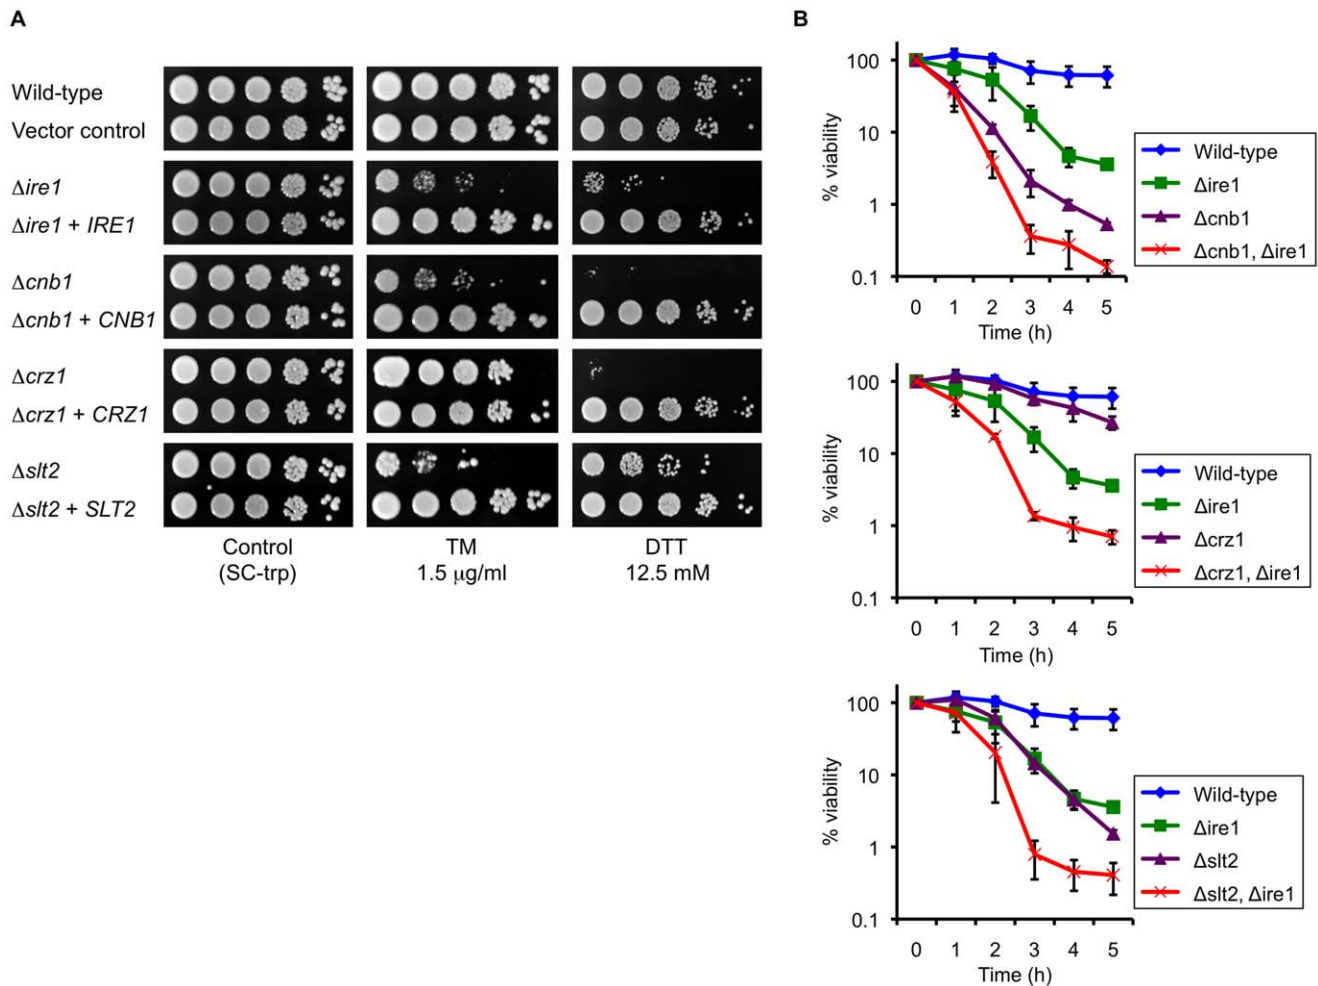 A
Wild-type
Vector control
Δire1
Δire1 + IRE1
Δcnb1
Δcnb1 + CNB1
Δcrz1
Δcrz1 + CRZ1
Δslt2
Δslt2 + SLT2
Control
(SC-trp)
TM
1.5 μg/ml
DTT
12.5 mM
B
% viability
100
10
1
0.1
0 1 2 3 4 5
Time (h)
Wild-type
Δire1
Δcnb1
Δcnb1, Δire1
% viability
100
10
1
0.1
0 1 2 3 4 5
Time (h)
Wild-type
Δire1
Δcrz1
Δcrz1, Δire1
% viability
100
10
1
0.1
0 1 2 3 4 5
Time (h)
Wild-type
Δire1
Δslt2
Δslt2, Δire1